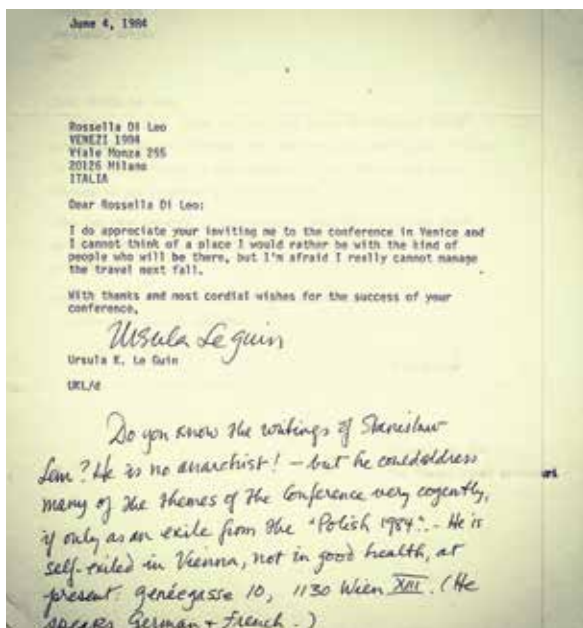 June 4, 1984
Rossella Di Leo
VENEZI 1984
Viale Monza 255
20126 Milano
ITALIA
Dear Rossella Di Leo:
I do appreciate your inviting me to the conference in Venice and
I cannot think of a place I would rather be with the kind of
people who will be there, but I'm afraid I really cannot manage
the travel next fall.
With thanks and most cordial wishes for the success of your
conference,
Ursula Le Guin
Ursula K. Le Guin
UKL/d
Do you know the writings of Stanislaw
Lem? He is no anarchist! – but he could address
many of the themes of the Conference very cogently,
if only as an exile from the "Polish 1984". – He is
self-exiled in Vienna, not in good health, at
present: Genéegasse 10, 1130 Wien XIII. (He
speaks German + French.)